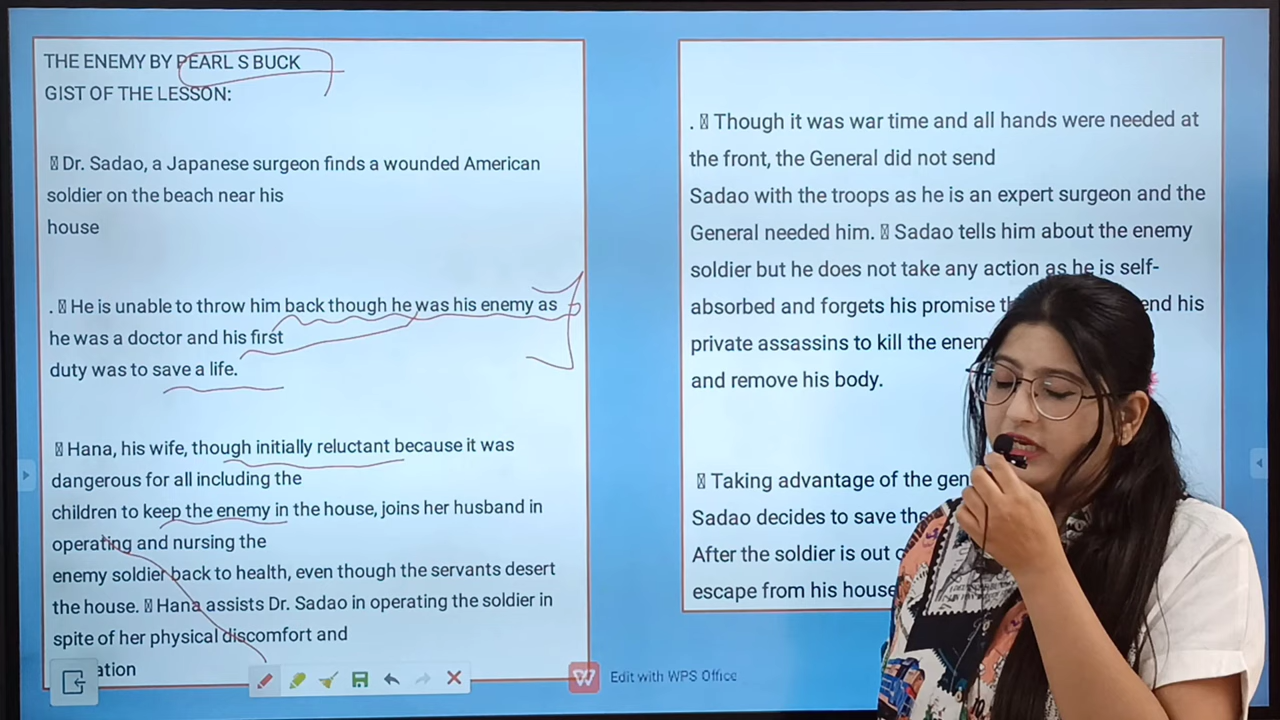 THE ENEMY BY PEARL S BUCK
GIST OF THE LESSON:
Dr. Sadao, a Japanese surgeon finds a wounded American
soldier on the beach near his
house
. He is unable to throw him back though he was his enemy as
he was a doctor and his first
duty was to save a life.
Hana, his wife, though initially reluctant because it was
dangerous for all including the
children to keep the enemy in the house, joins her husband in
operating and nursing the
enemy soldier back to health, even though the servants desert
the house. Hana assists Dr. Sadao in operating the soldier in
spite of her physical discomfort and
. Though it was war time and all hands were needed at
the front, the General did not send
Sadao with the troops as he is an expert surgeon and the
General needed him. Sadao tells him about the enemy
soldier but he does not take any action as he is self-
absorbed and forgets his promise his
private assassins to kill the
and remove his body.
Taking advantage of the
Sadao decides to save
After the soldier is out
escape from his house
Edit with WPS Office